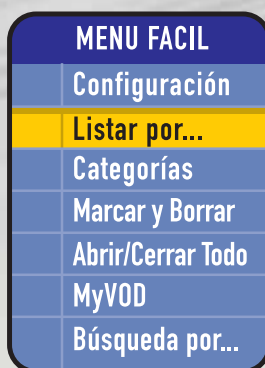 MENU FACIL
Configuración
Listar por...
Categorías
Marcar y Borrar
Abrir/Cerrar Todo
MyVOD
Búsqueda por...